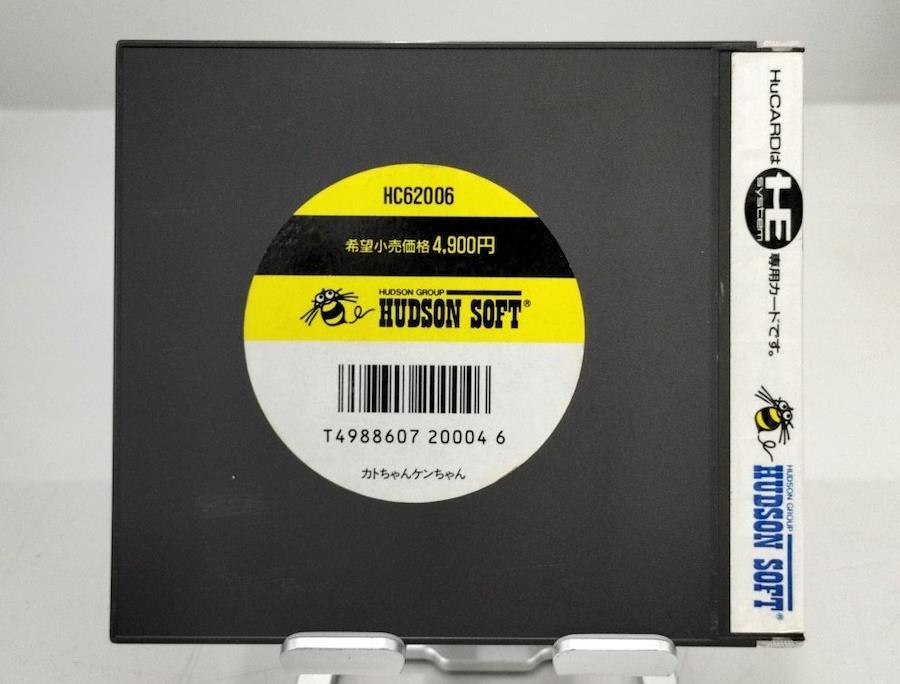 HC62006
希望小売価格 4,900円
HUDSON GROUP
HUDSON SOFT®
T4988607 20004 6
カトちゃんケンちゃん
HuCARDは HE SYSTEM 専用カードです。
HUDSON GROUP
HUDSON SOFT®